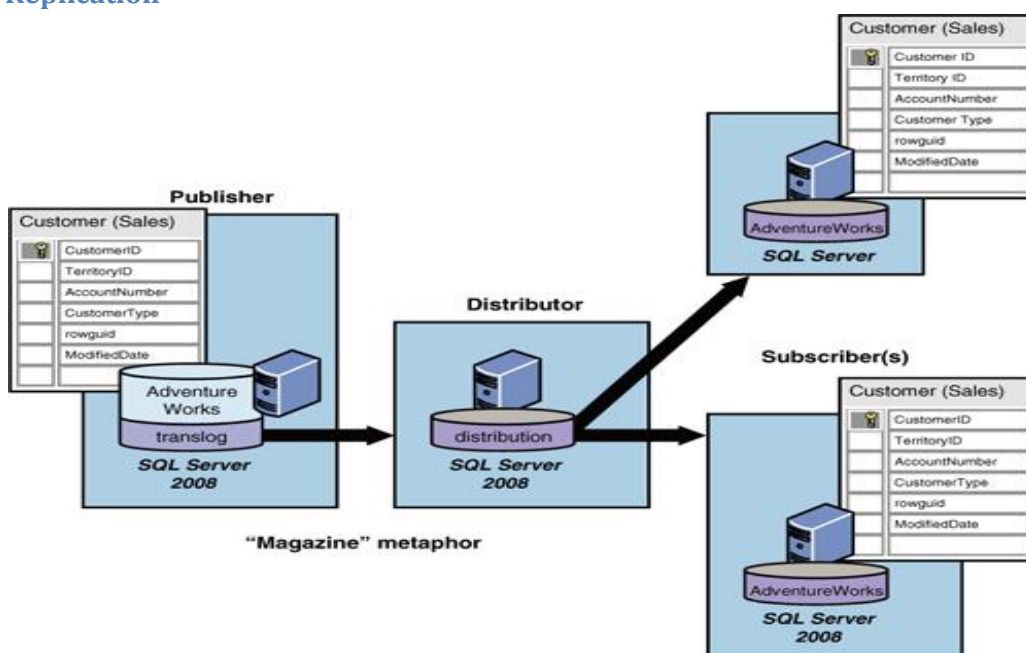 Replication
Publisher
Customer (Sales)
CustomerID
TerritoryID
AccountNumber
CustomerType
rowguid
ModifiedDate
Adventure
Works
translog
SQL Server
2008
Distributor
distribution
SQL Server
2008
"Magazine" metaphor
Customer (Sales)
Customer ID
Territory ID
AccountNumber
Customer Type
rowguid
ModifiedDate
AdventureWorks
SQL Server
Subscriber(s)
Customer (Sales)
CustomerID
TerritoryID
AccountNumber
CustomerType
rowguid
ModifiedDate
AdventureWorks
SQL Server
2008